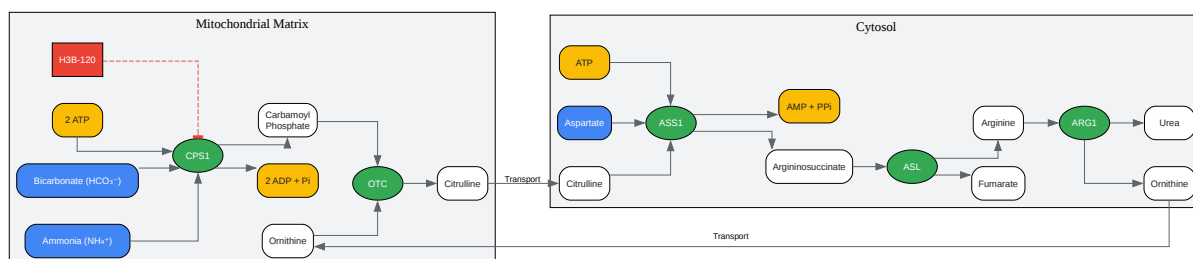 Mitochondrial Matrix
H3B-120
2 ATP
Carbamoyl
Phosphate
CPS1
Bicarbonate (HCO₃⁻)
2 ADP + Pi
OTC
Citrulline
Ammonia (NH₄⁺)
Ornithine
Transport
Cytosol
ATP
Aspartate
ASS1
AMP + PPi
Citrulline
Argininosuccinate
ASL
Arginine
Fumarate
ARG1
Urea
Ornithine
Transport